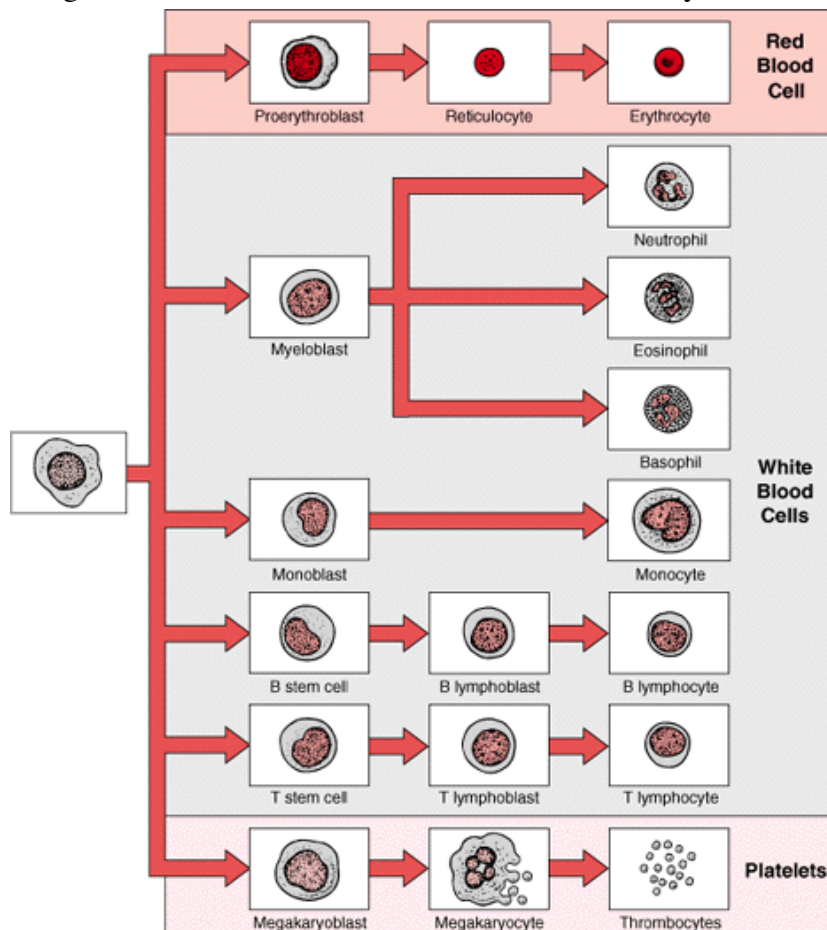 Red
Blood
Cell
Proerythroblast
Reticulocyte
Erythrocyte
Neutrophil
Myeloblast
Eosinophil
Basophil
White
Blood
Cells
Monoblast
Monocyte
B stem cell
B lymphoblast
B lymphocyte
T stem cell
T lymphoblast
T lymphocyte
Platelets
Megakaryoblast
Megakaryocyte
Thrombocytes